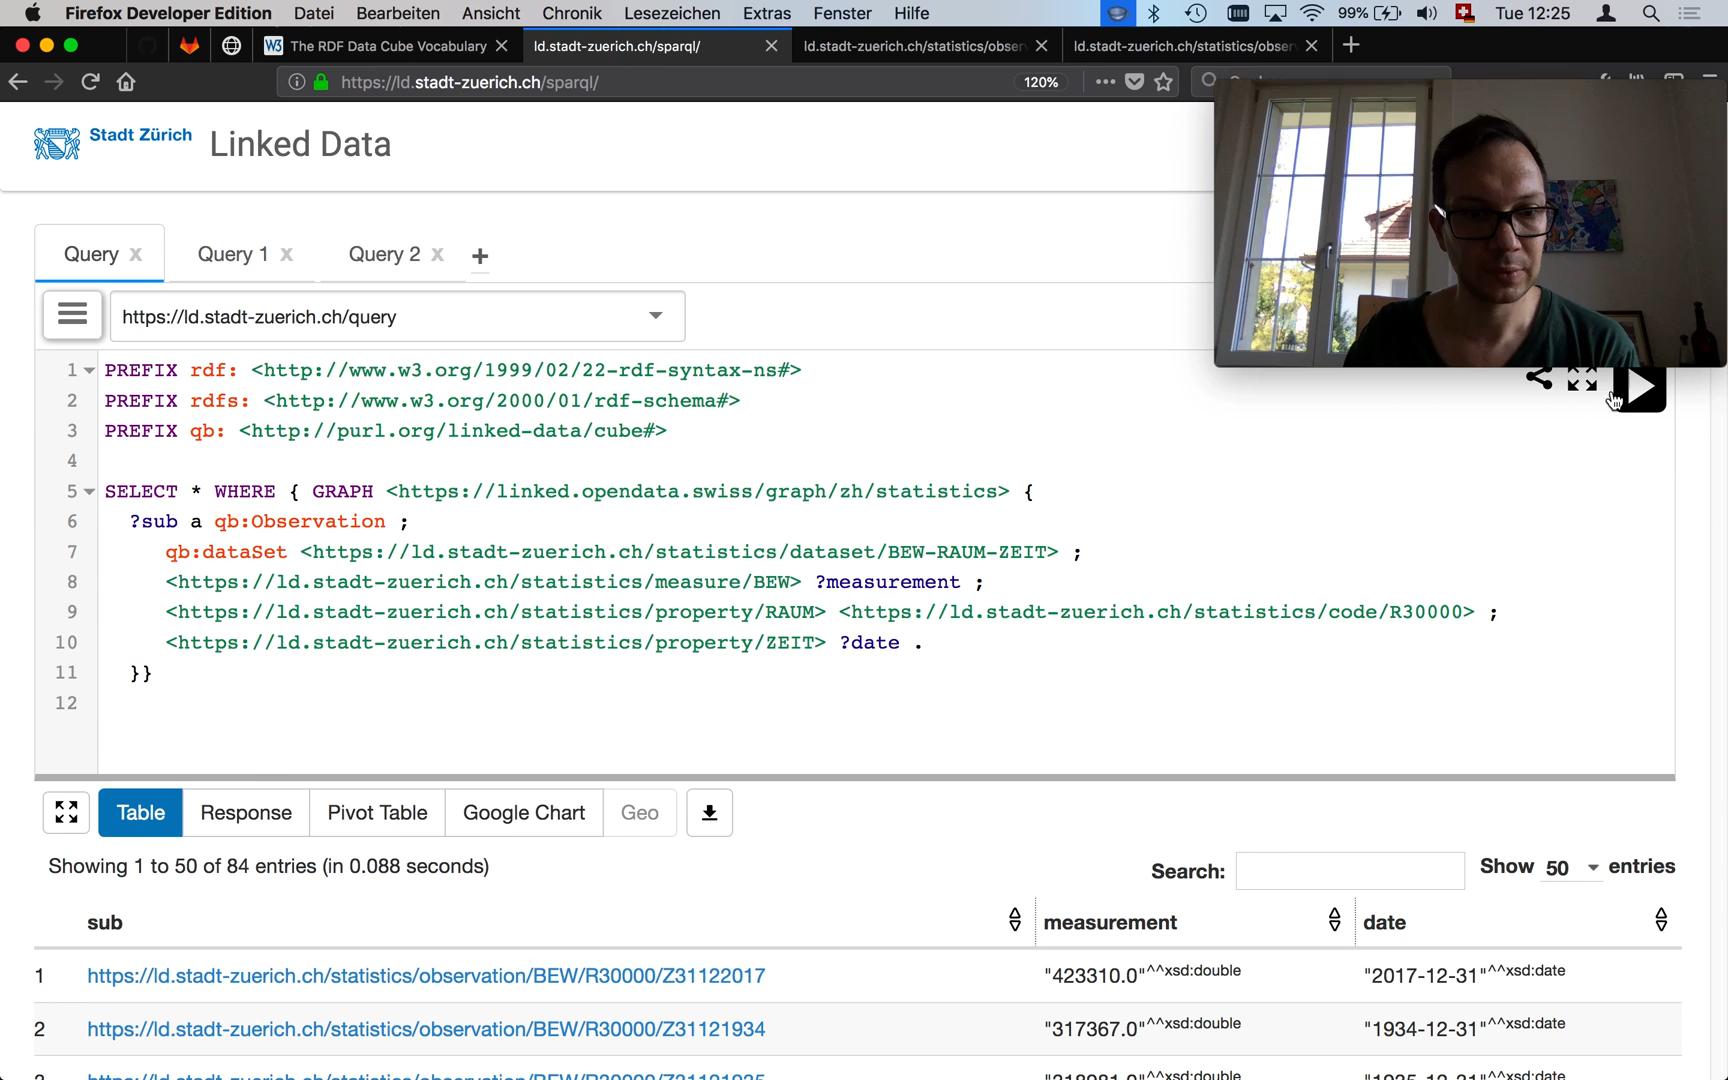 Firefox Developer Edition Datei Bearbeiten Ansicht Chronik Lesezeichen Extras Fenster Hilfe 99% Tue 12:25
The RDF Data Cube Vocabulary ld.stadt-zuerich.ch/sparql/ ld.stadt-zuerich.ch/statistics/obser ld.stadt-zuerich.ch/statistics/obser
https://ld.stadt-zuerich.ch/sparql/ 120%
Stadt Zürich Linked Data
Query x Query 1 x Query 2 x +
https://ld.stadt-zuerich.ch/query
1 PREFIX rdf: <http://www.w3.org/1999/02/22-rdf-syntax-ns#>
2 PREFIX rdfs: <http://www.w3.org/2000/01/rdf-schema#>
3 PREFIX qb: <http://purl.org/linked-data/cube#>
4
5 SELECT * WHERE { GRAPH <https://linked.opendata.swiss/graph/zh/statistics> {
6 ?sub a qb:Observation ;
7 qb:dataSet <https://ld.stadt-zuerich.ch/statistics/dataset/BEW-RAUM-ZEIT> ;
8 <https://ld.stadt-zuerich.ch/statistics/measure/BEW> ?measurement ;
9 <https://ld.stadt-zuerich.ch/statistics/property/RAUM> <https://ld.stadt-zuerich.ch/statistics/code/R30000> ;
10 <https://ld.stadt-zuerich.ch/statistics/property/ZEIT> ?date .
11 }}
12
Table Response Pivot Table Google Chart Geo
Showing 1 to 50 of 84 entries (in 0.088 seconds) Search: Show 50 entries
sub measurement date
1 https://ld.stadt-zuerich.ch/statistics/observation/BEW/R30000/Z31122017 "423310.0"^^xsd:double "2017-12-31"^^xsd:date
2 https://ld.stadt-zuerich.ch/statistics/observation/BEW/R30000/Z31121934 "317367.0"^^xsd:double "1934-12-31"^^xsd:date